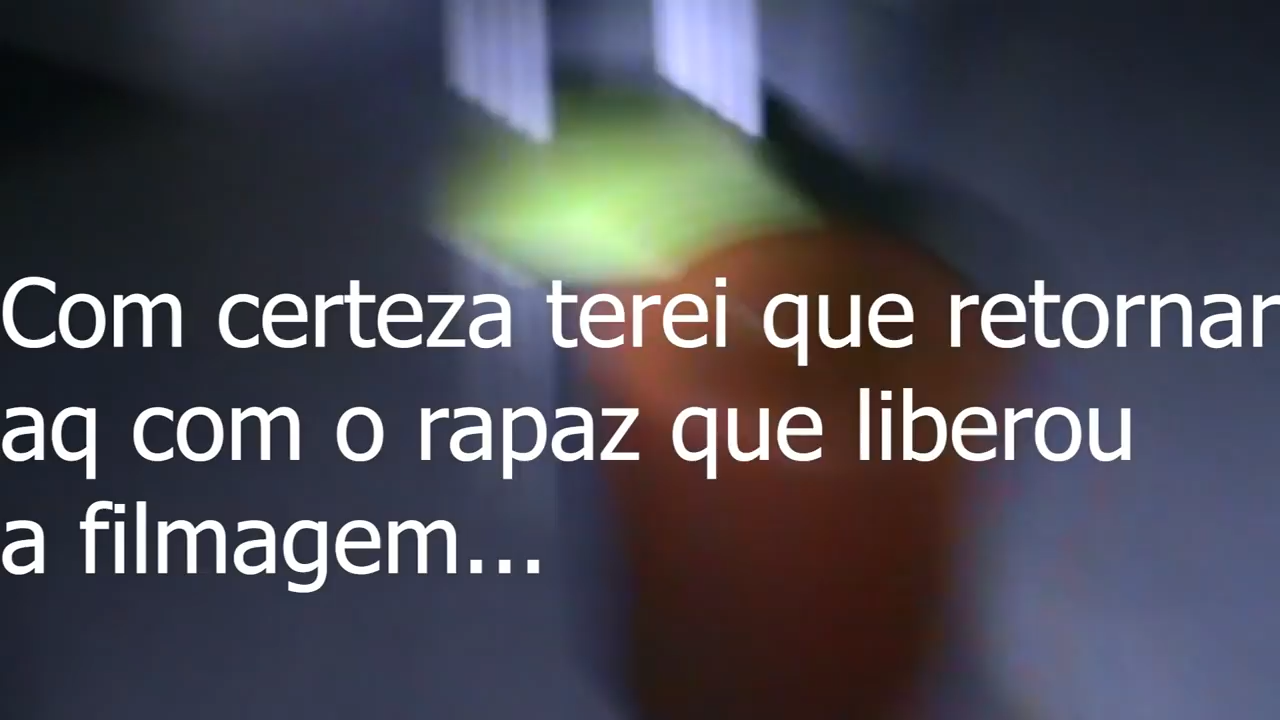 Com certeza terei que retornar
aq com o rapaz que liberou
a filmagem...